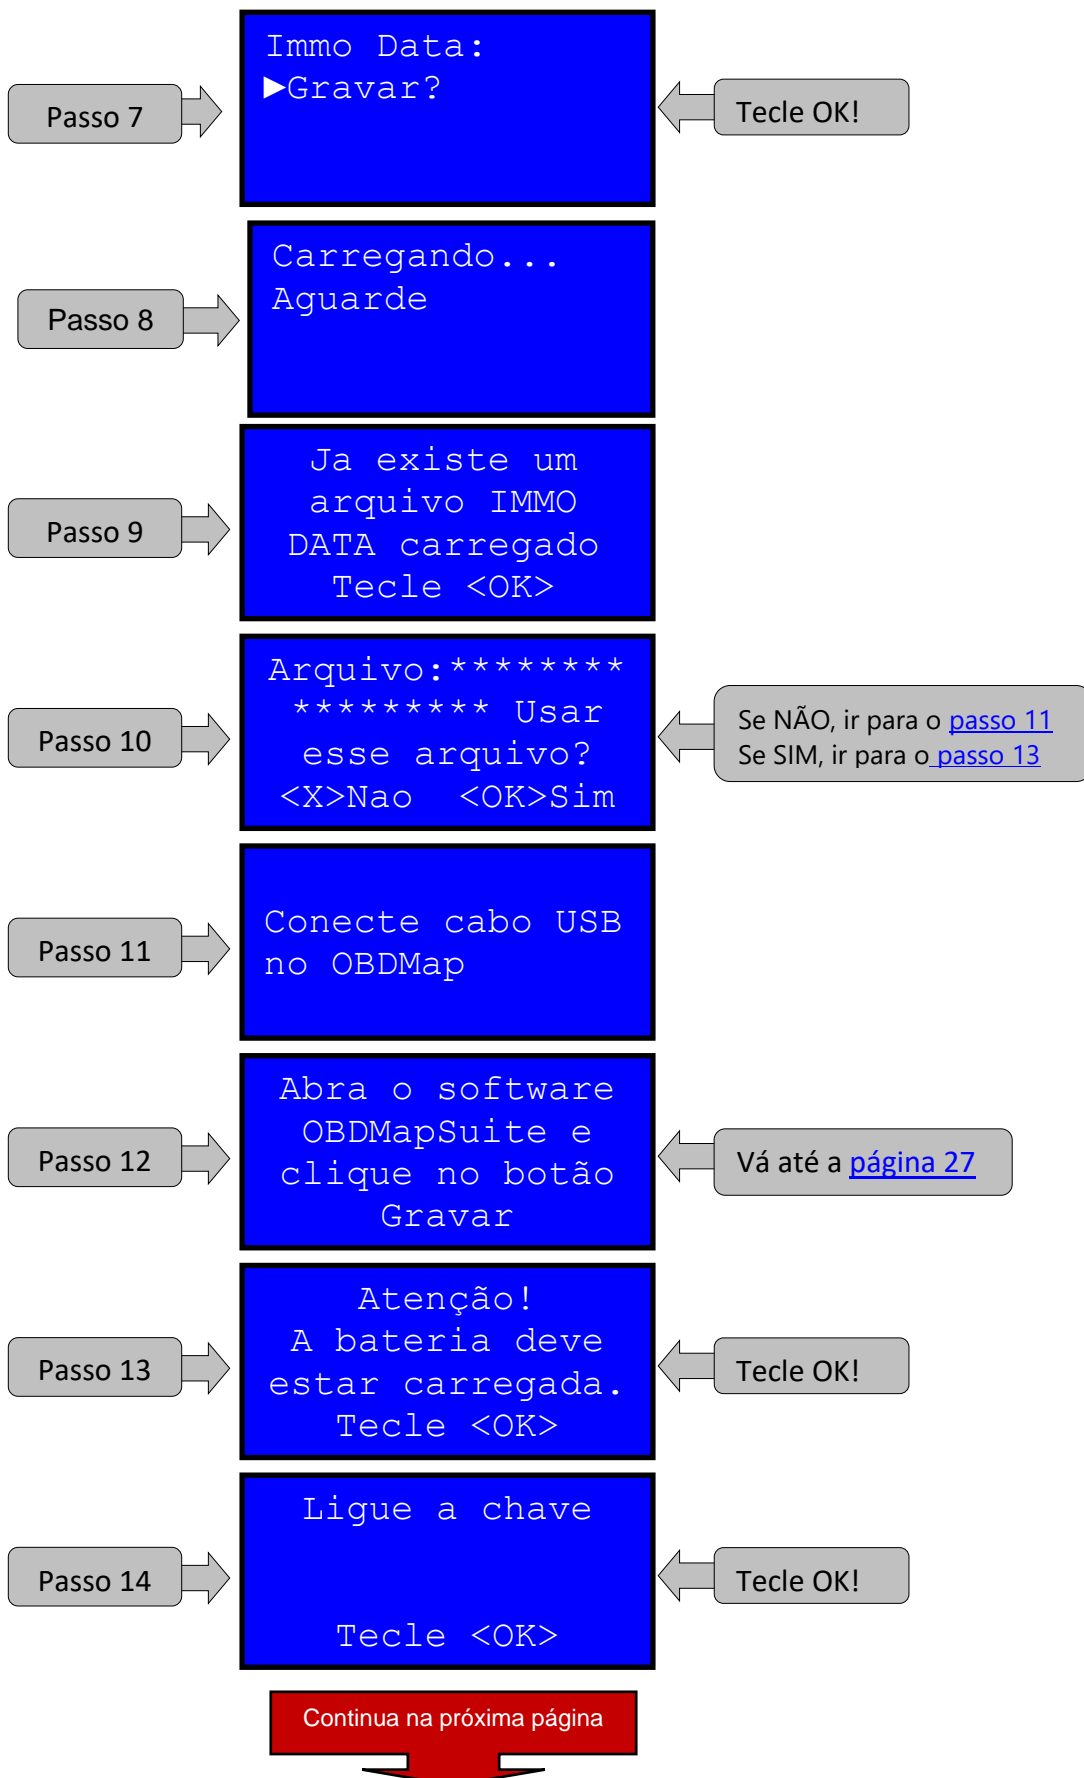 Passo 7
Immo Data:
►Gravar?
Tecle OK!
Passo 8
Carregando...
Aguarde
Passo 9
Ja existe um
arquivo IMMO
DATA carregado
Tecle <OK>
Passo 10
Arquivo:********
********* Usar
esse arquivo?
<X>Nao <OK>Sim
Se NÃO, ir para o passo 11
Se SIM, ir para o passo 13
Passo 11
Conecte cabo USB
no OBDMap
Passo 12
Abra o software
OBDMapSuite e
clique no botão
Gravar
Vá até a página 27
Passo 13
Atenção!
A bateria deve
estar carregada.
Tecle <OK>
Tecle OK!
Passo 14
Ligue a chave
Tecle <OK>
Tecle OK!
Continua na próxima página